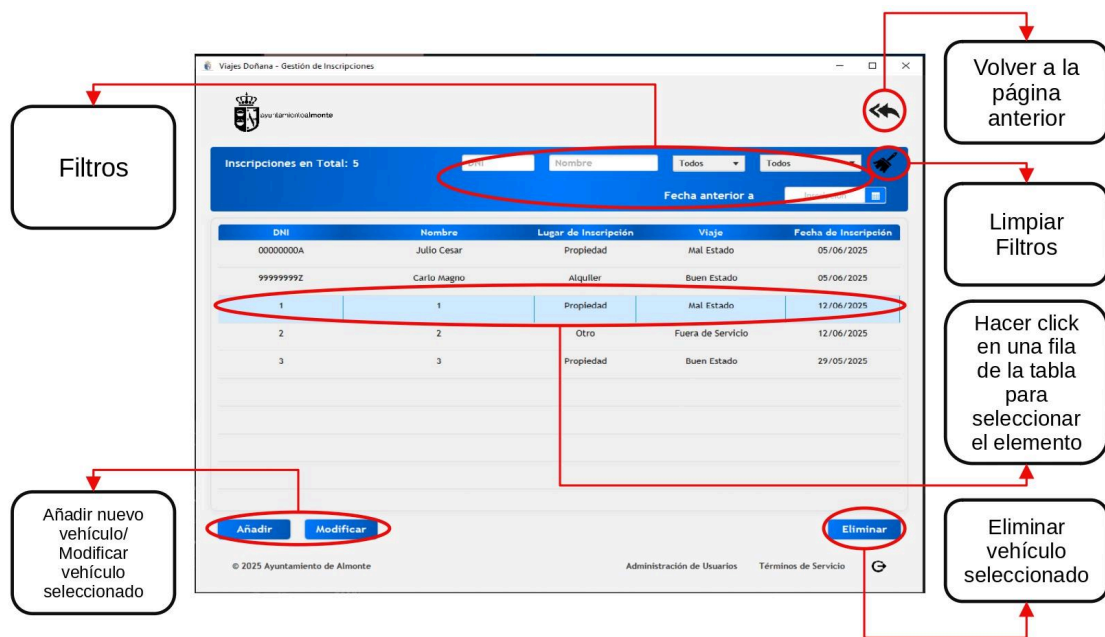 Viajes Doñana - Gestión de Inscripciones
ayuntamientoalmonte
Volver a la
página
anterior
Filtros
Inscripciones en Total: 5
DNI
Nombre
Todos
Todos
Fecha anterior a
Limpiar
Filtros
DNI Nombre Lugar de Inscripción Viaje Fecha de Inscripción
00000000A Julio Cesar Propiedad Mal Estado 05/06/2025
99999999Z Carlo Magno Alquiler Buen Estado 05/06/2025
1 1 Propiedad Mal Estado 12/06/2025
2 2 Otro Fuera de Servicio 12/06/2025
3 3 Propiedad Buen Estado 29/05/2025
Hacer click
en una fila
de la tabla
para
seleccionar
el elemento
Añadir nuevo
vehículo/
Modificar
vehículo
seleccionado
Añadir
Modificar
Eliminar
Eliminar
vehículo
seleccionado
© 2025 Ayuntamiento de Almonte
Administración de Usuarios
Términos de Servicio